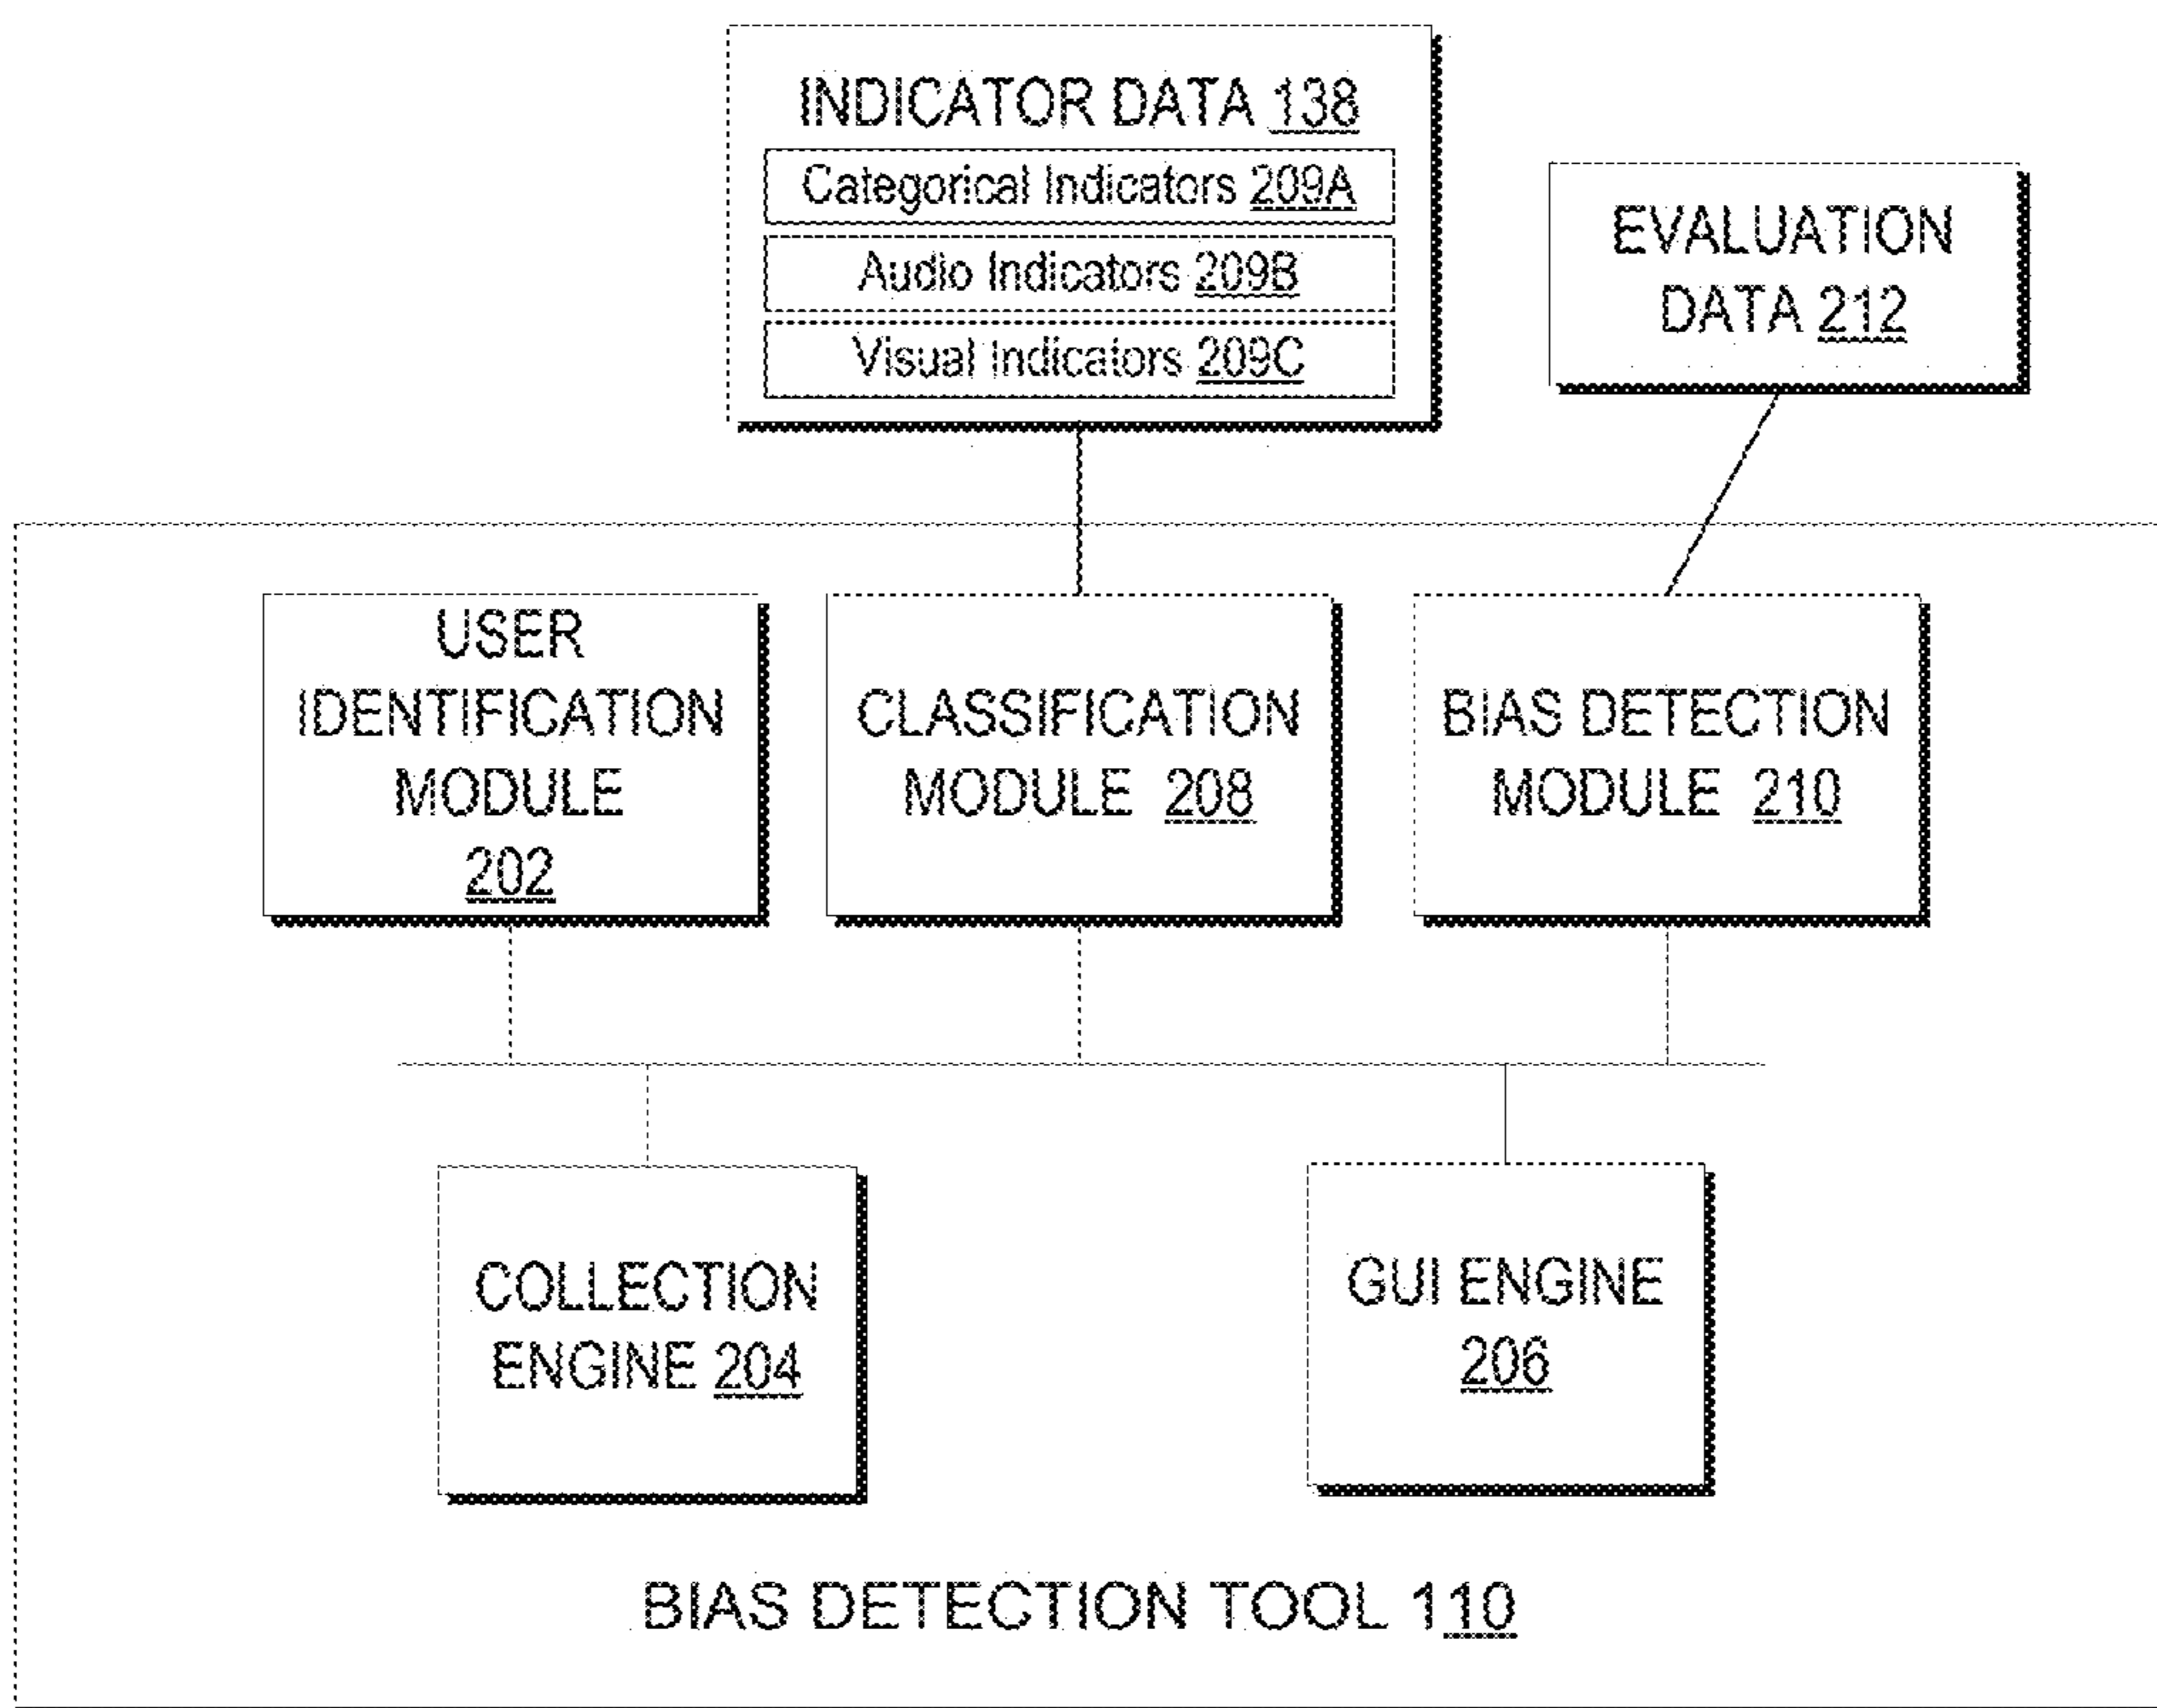 INDICATOR DATA 138
Categorical Indicators 209A
Audio Indicators 209B
Visual Indicators 209C
EVALUATION
DATA 212
USER
IDENTIFICATION
MODULE
202
CLASSIFICATION
MODULE 208
BIAS DETECTION
MODULE 210
COLLECTION
ENGINE 204
GUI ENGINE
206
BIAS DETECTION TOOL 110